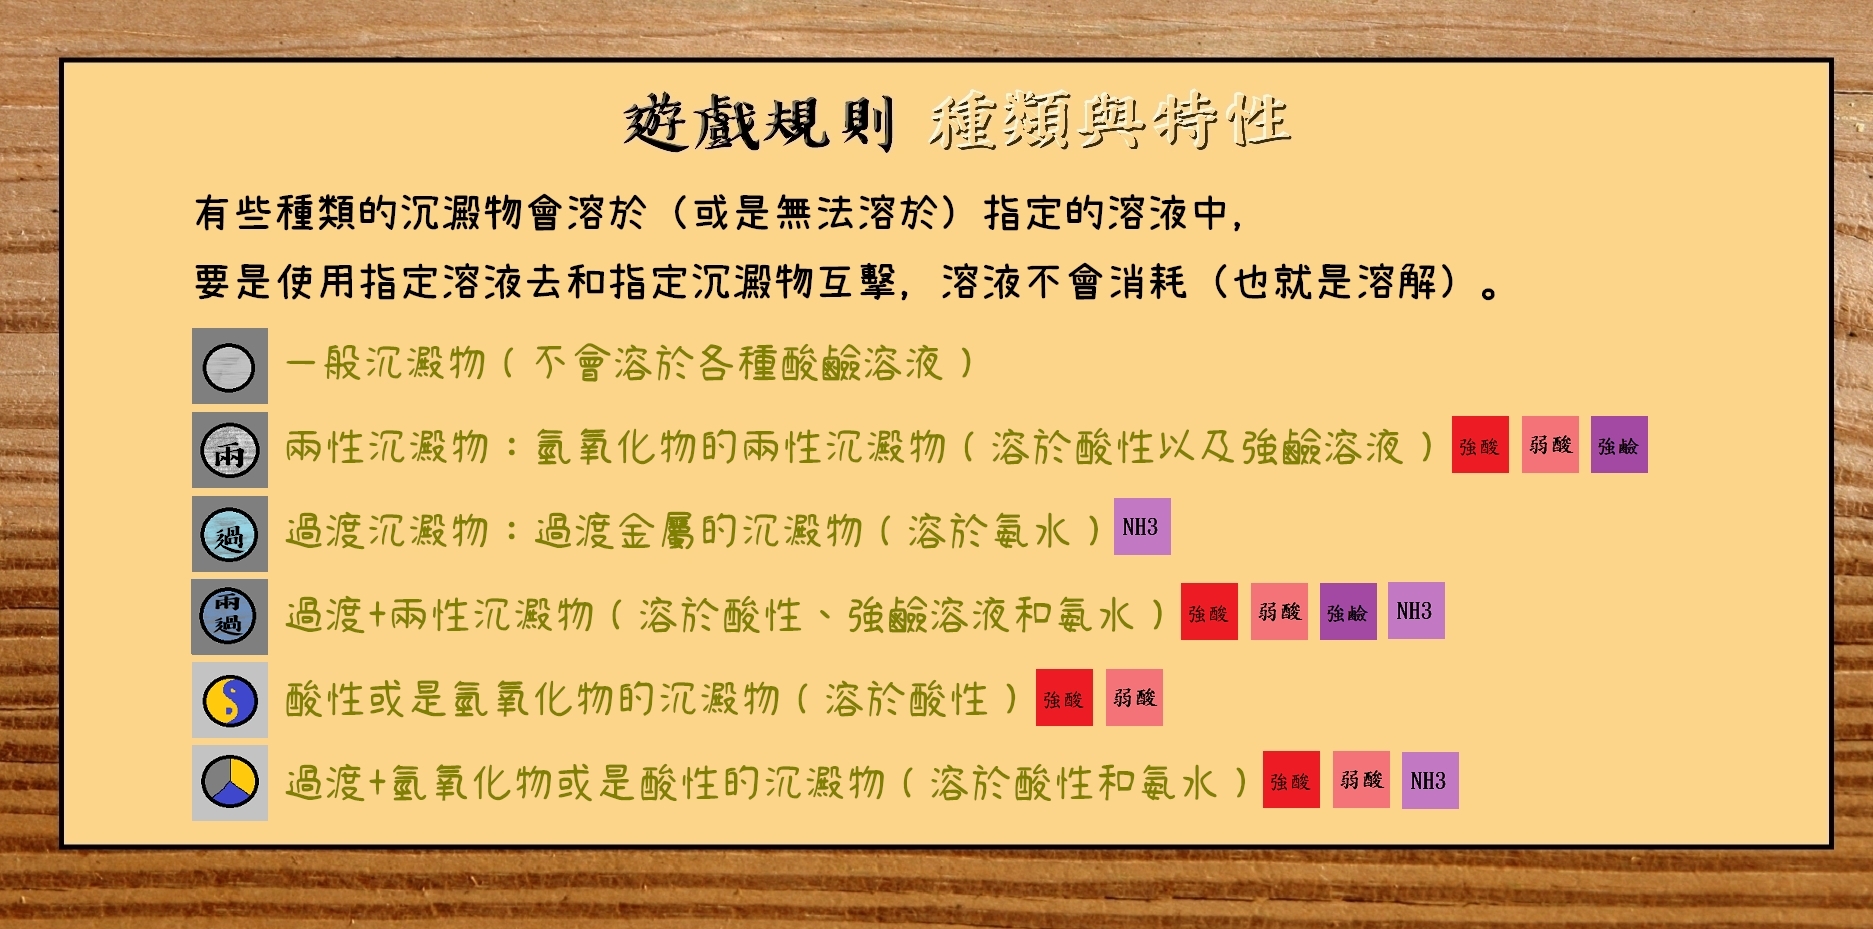 遊戲規則 種類與特性
有些種類的沉澱物會溶於（或是無法溶於）指定的溶液中，
要是使用指定溶液去和指定沉澱物互擊，溶液不會消耗（也就是溶解）。
一般沉澱物（不會溶於各種酸鹼溶液）
兩 兩性沉澱物：氫氧化物的兩性沉澱物（溶於酸性以及強鹼溶液） 強酸 弱酸 強鹼
過 過渡沉澱物：過渡金屬的沉澱物（溶於氨水） NH3
兩過 過渡+兩性沉澱物（溶於酸性、強鹼溶液和氨水） 強酸 弱酸 強鹼 NH3
酸性或是氫氧化物的沉澱物（溶於酸性） 強酸 弱酸
過渡+氫氧化物或是酸性的沉澱物（溶於酸性和氨水） 強酸 弱酸 NH3